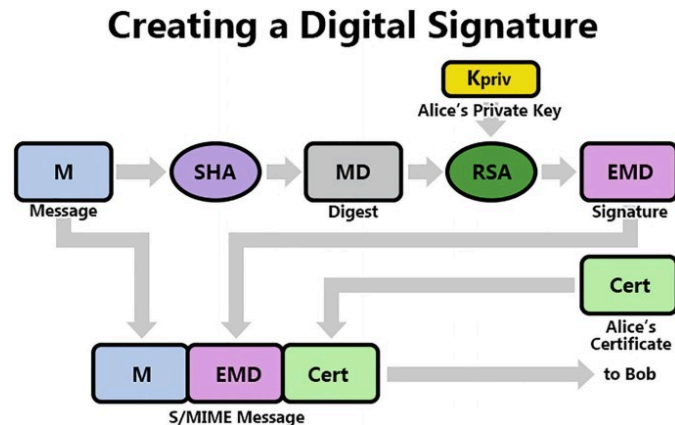 Creating a Digital Signature
Kpriv
Alice's Private Key
M
SHA
MD
RSA
EMD
Message
Digest
Signature
Cert
Alice's
Certificate
M
EMD
Cert
to Bob
S/MIME Message